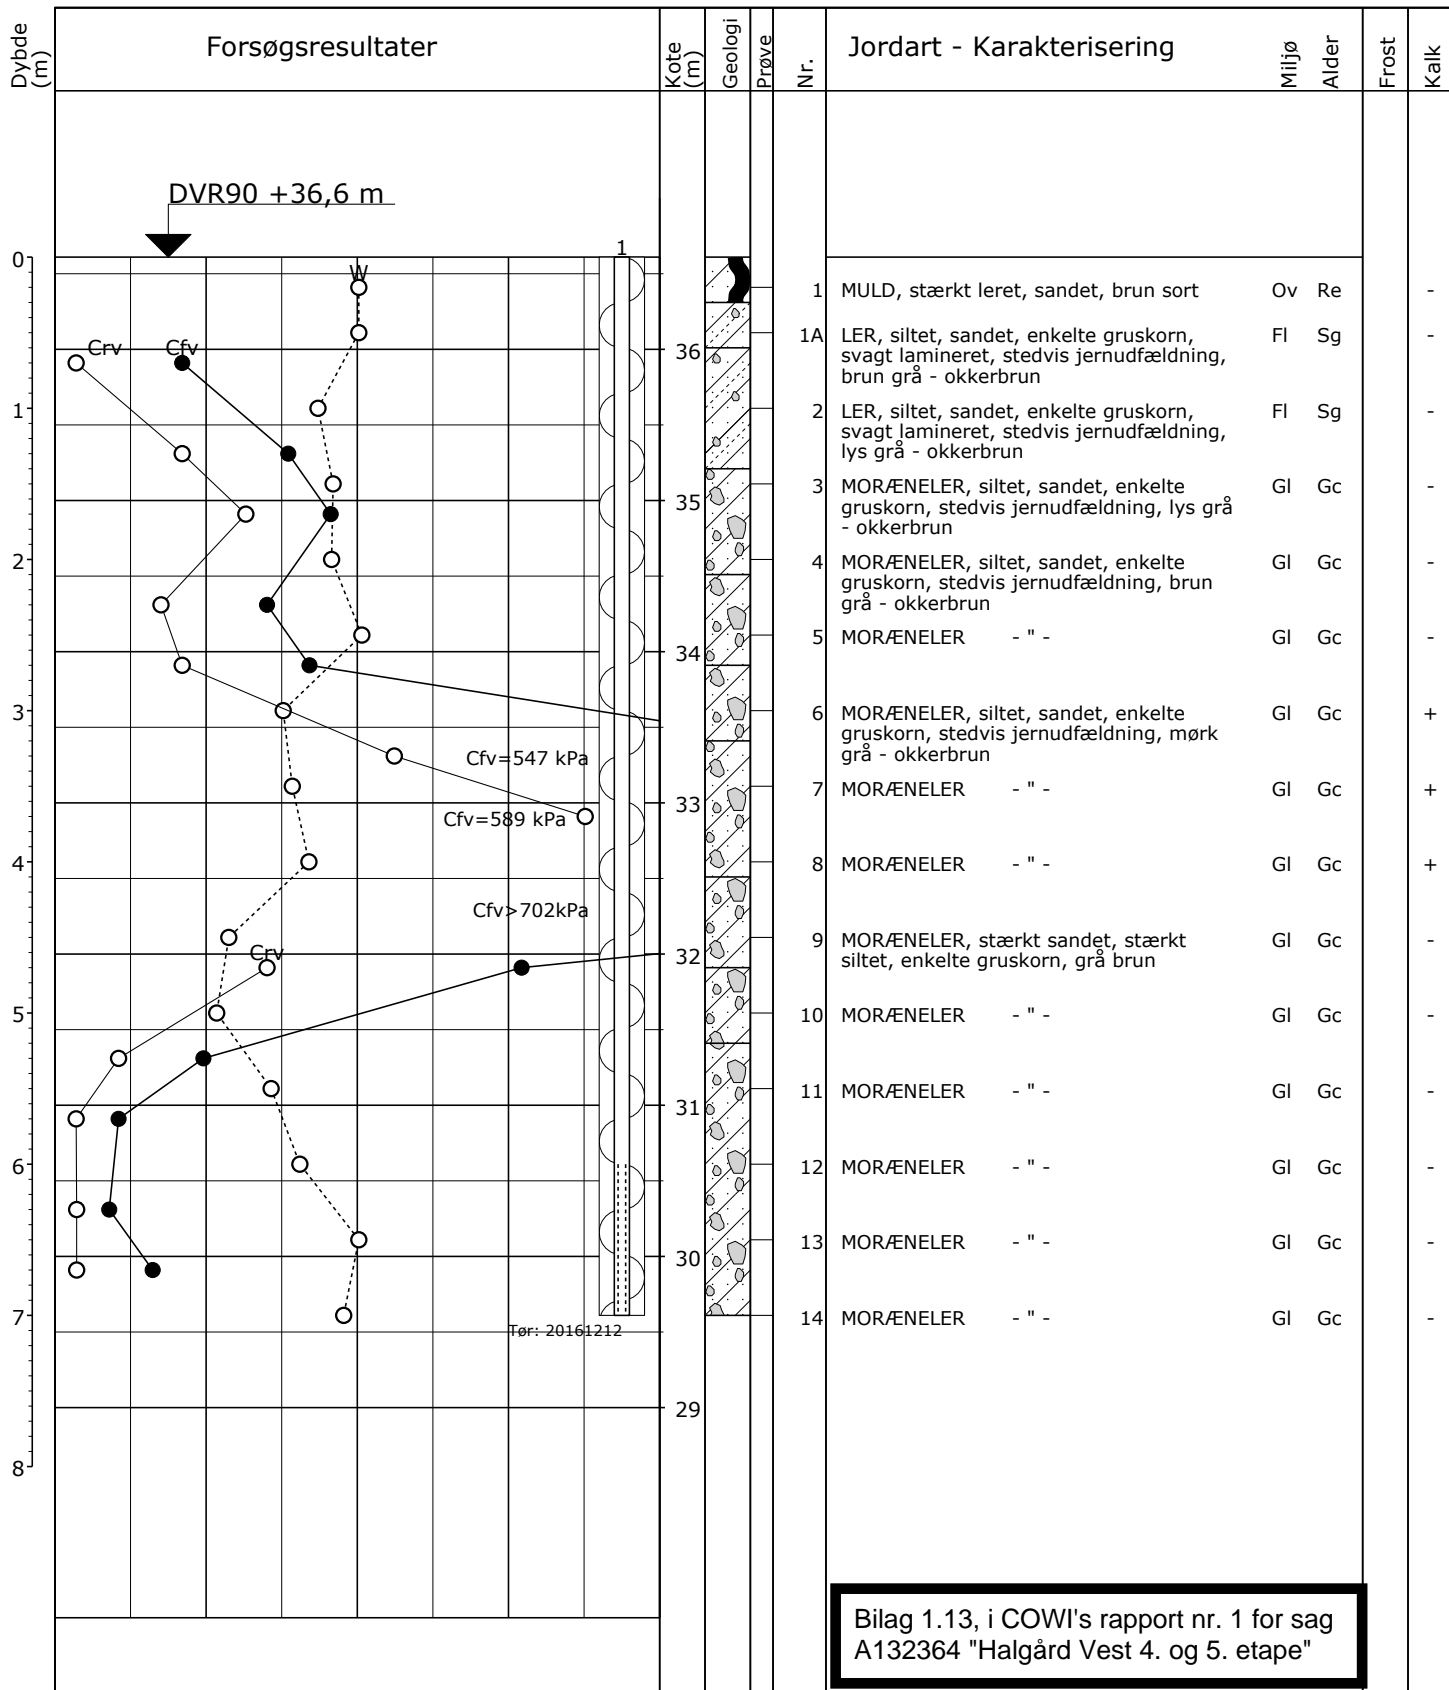 Dybde (m)
Forsøgsresultater
Kote (m)
Geologi
Prøve
Nr.
Jordart - Karakterisering
Miljø
Alder
Frost
Kalk
DVR90 +36,6 m
1
0
W
1 MULD, stærkt leret, sandet, brun sort Ov Re -
1A LER, siltet, sandet, enkelte gruskorn, Fl Sg -
svagt lamineret, stedvis jernudfældning,
brun grå - okkerbrun
Crv Cfv
36
1
2 LER, siltet, sandet, enkelte gruskorn, Fl Sg -
svagt lamineret, stedvis jernudfældning,
lys grå - okkerbrun
3 MORÆNELER, siltet, sandet, enkelte Gl Gc -
gruskorn, stedvis jernudfældning, lys grå
- okkerbrun
35
2
4 MORÆNELER, siltet, sandet, enkelte Gl Gc -
gruskorn, stedvis jernudfældning, brun
grå - okkerbrun
5 MORÆNELER - " - Gl Gc -
34
3
6 MORÆNELER, siltet, sandet, enkelte Gl Gc +
gruskorn, stedvis jernudfældning, mørk
grå - okkerbrun
Cfv=547 kPa
7 MORÆNELER - " - Gl Gc +
33
Cfv=589 kPa
4
8 MORÆNELER - " - Gl Gc +
Cfv>702kPa
9 MORÆNELER, stærkt sandet, stærkt Gl Gc -
siltet, enkelte gruskorn, grå brun
Crv
32
5
10 MORÆNELER - " - Gl Gc -
11 MORÆNELER - " - Gl Gc -
31
6
12 MORÆNELER - " - Gl Gc -
13 MORÆNELER - " - Gl Gc -
30
7
14 MORÆNELER - " - Gl Gc -
Tør: 20161212
29
8
Bilag 1.13, i COWI's rapport nr. 1 for sag
A132364 "Halgård Vest 4. og 5. etape"